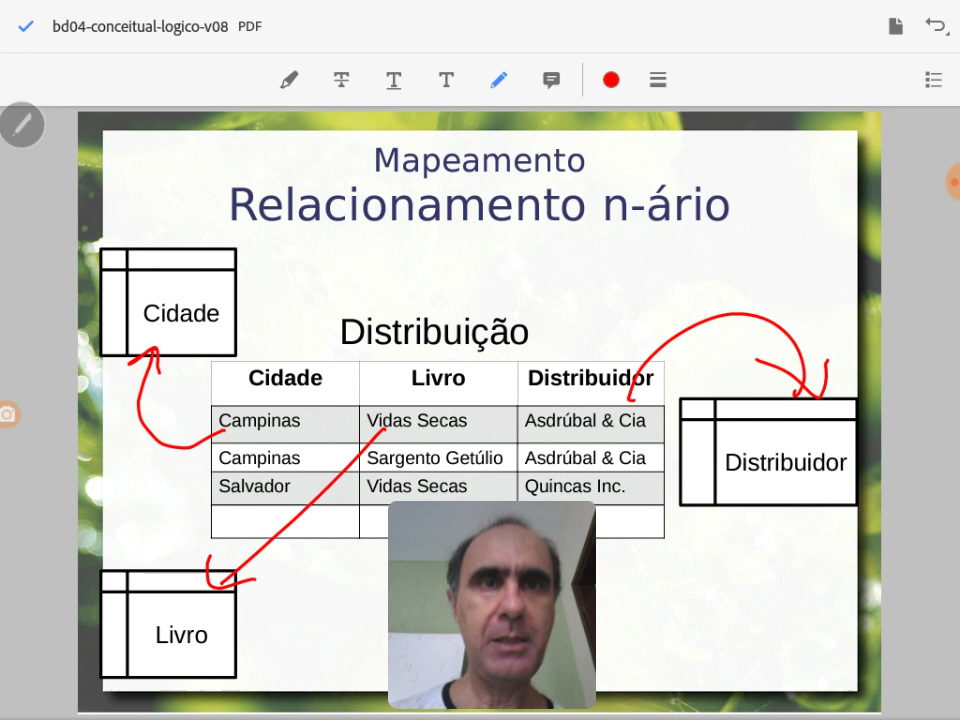 bd04-conceitual-logico-v08 PDF
Mapeamento
Relacionamento n-ário
Cidade
Distribuição
Cidade Livro Distribuidor
Campinas Vidas Secas Asdrúbal & Cia
Campinas Sargento Getúlio Asdrúbal & Cia
Salvador Vidas Secas Quincas Inc.
Distribuidor
Livro